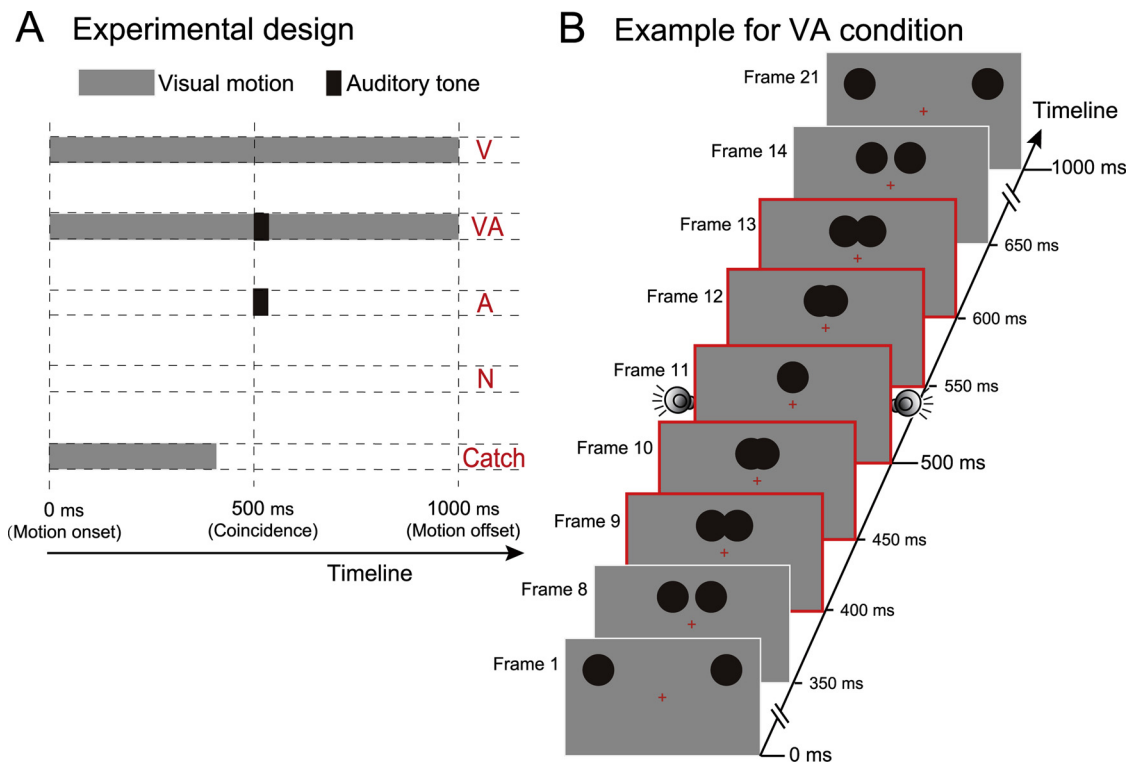 A Experimental design
Visual motion
Auditory tone
V
VA
A
N
Catch
0 ms
(Motion onset)
500 ms
(Coincidence)
1000 ms
(Motion offset)
Timeline
B Example for VA condition
Frame 21
Timeline
1000 ms
Frame 14
650 ms
Frame 13
600 ms
Frame 12
550 ms
Frame 11
500 ms
Frame 10
450 ms
Frame 9
400 ms
Frame 8
350 ms
Frame 1
0 ms